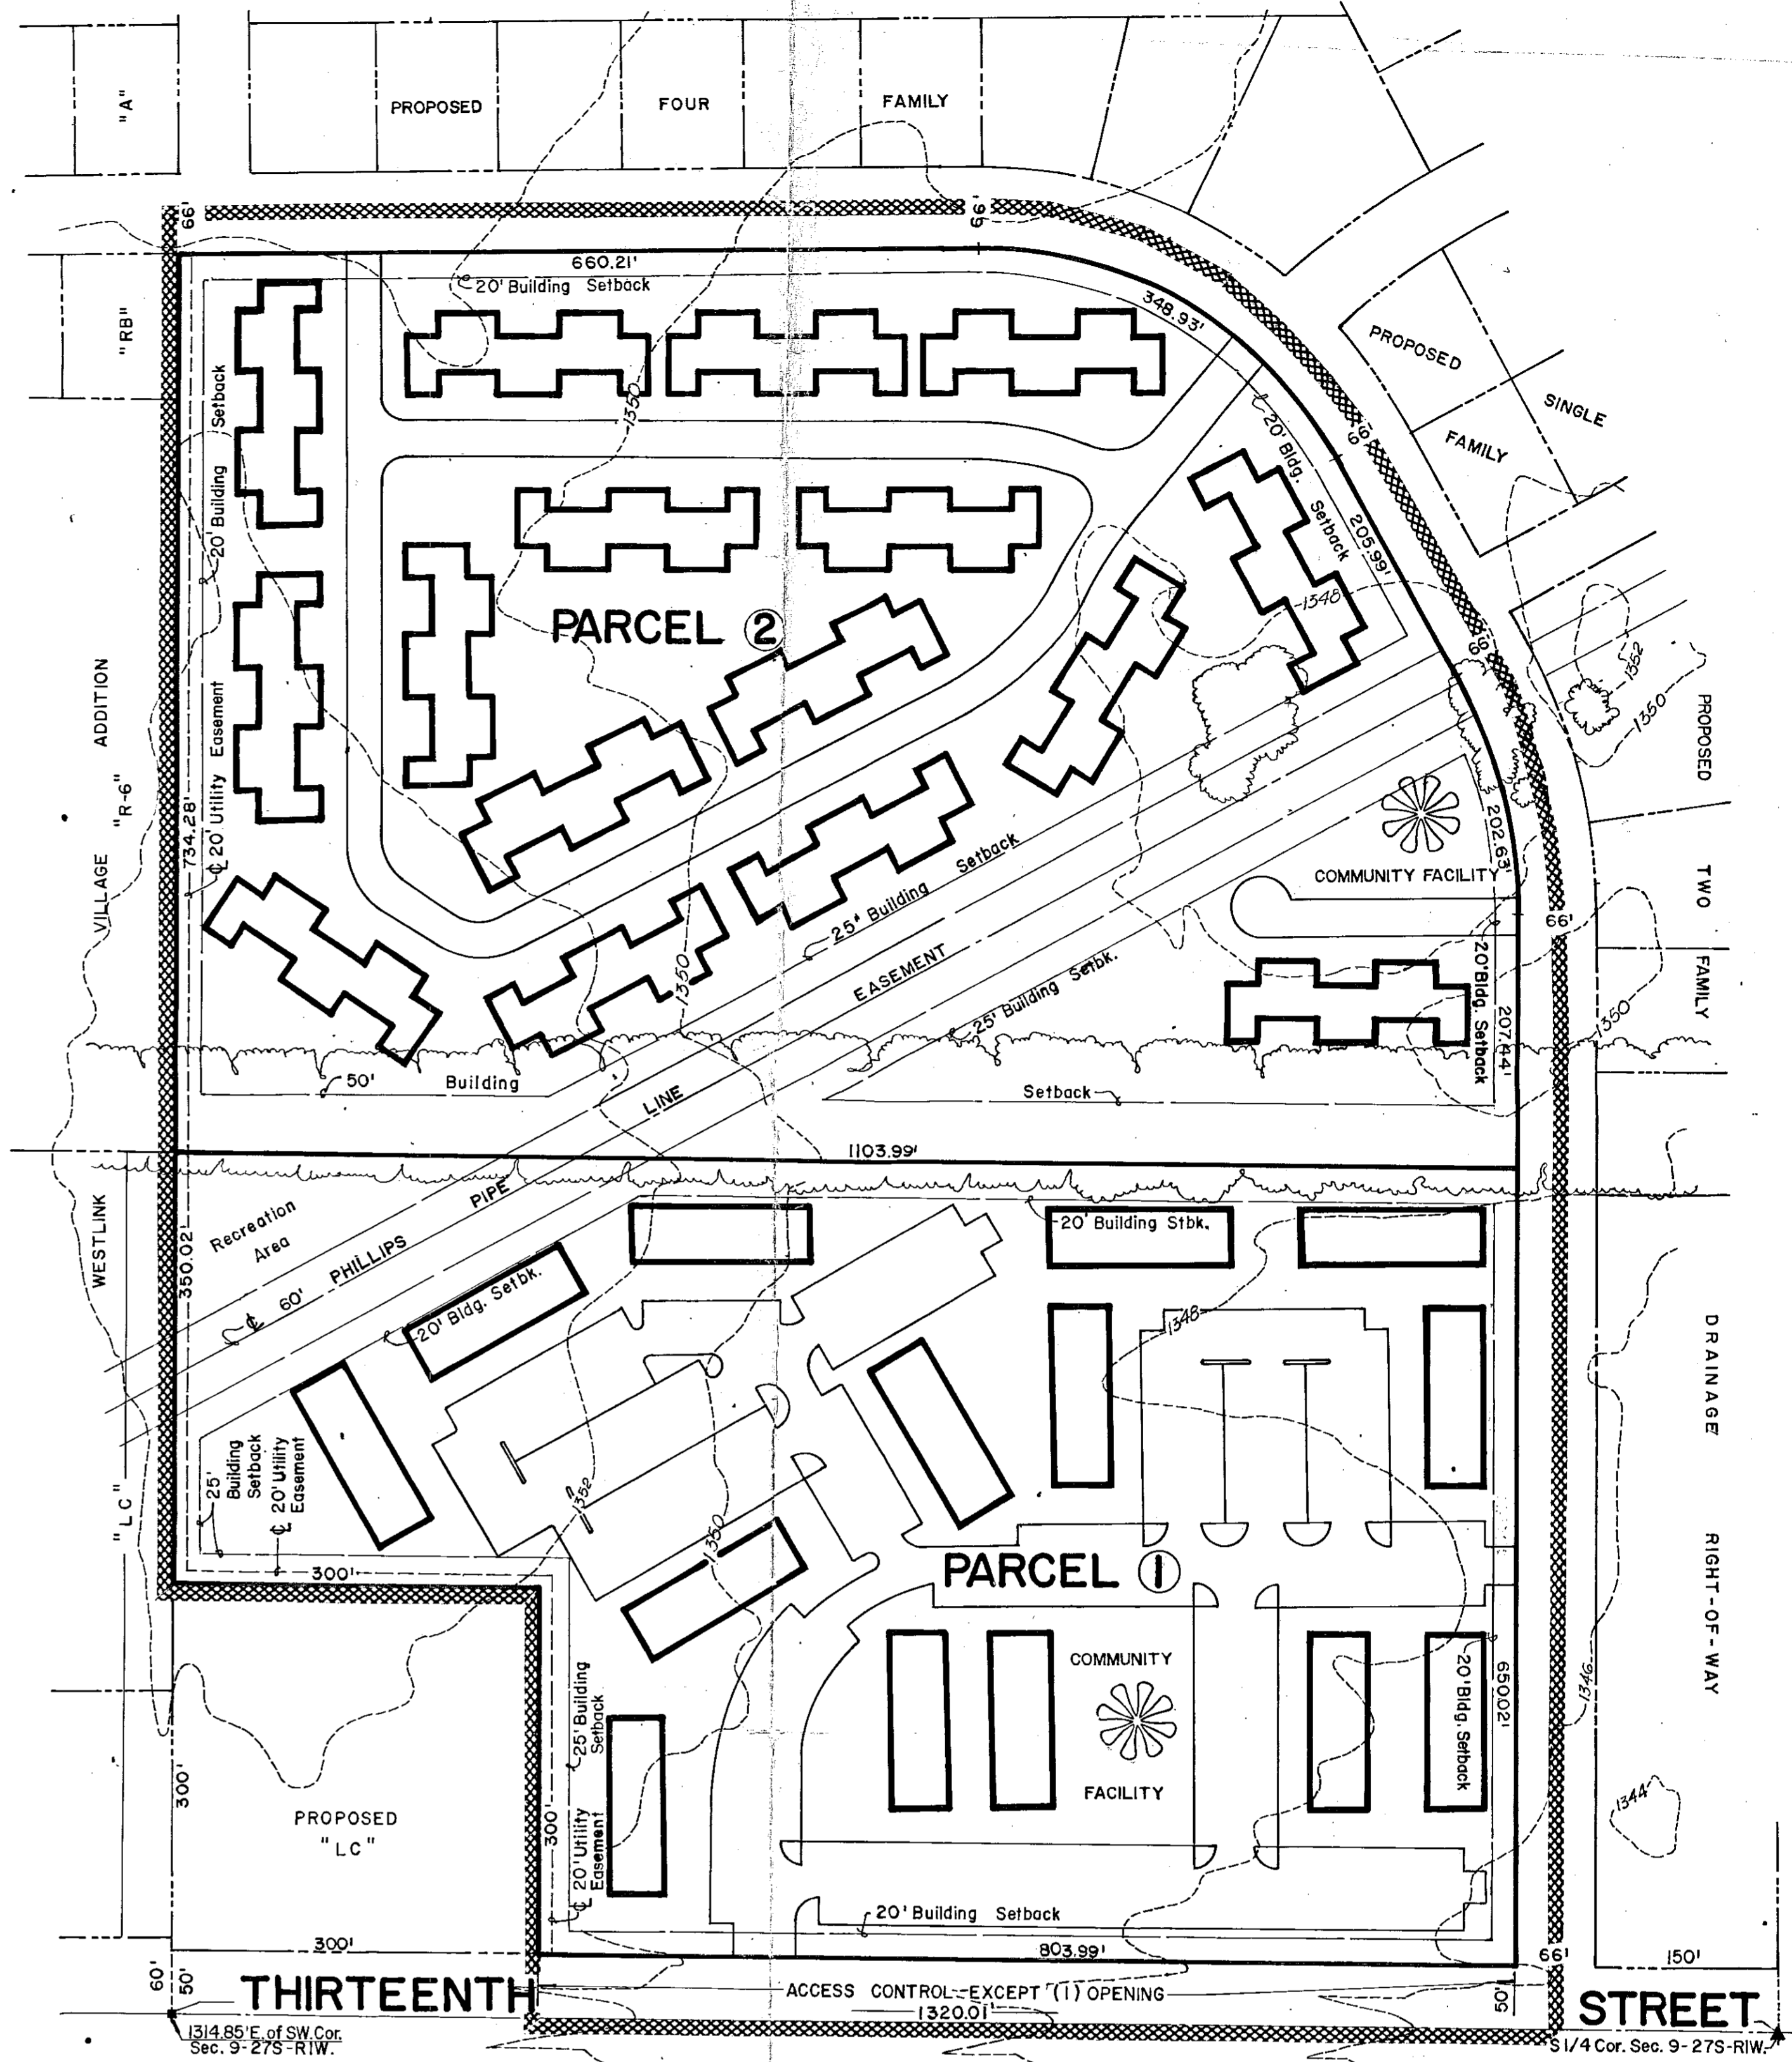 "A"
PROPOSED FOUR FAMILY
66'
66'
660.21'
20' Building Setback
348.93'
"RB"
PROPOSED
SINGLE
FAMILY
20' Building Setback
1350
20' Bldg. Setback
66'
205.99'
1348
66'
PARCEL 2
1352
1350
WESTLINK VILLAGE ADDITION
"R-6"
734.28'
℄ 20' Utility Easement
PROPOSED TWO FAMILY
202.63'
COMMUNITY FACILITY
66'
25' Building Setback
EASEMENT
25' Building Setbk.
1350
20' Bldg. Setback
207.44'
1350
50' Building
LINE
Setback
1103.99'
PIPE
Recreation
Area
350.02'
℄ 60' PHILLIPS
20' Bldg. Setbk.
20' Building Stbk.
1348
DRAINAGE RIGHT-OF-WAY
25'
Building
Setback
℄ 20' Utility
Easement
"LC"
1352
1350
300'
PARCEL 1
COMMUNITY
FACILITY
20' Bldg. Setback
650.02'
1346
25' Building
Setback
300'
300'
℄ 20' Utility
Easement
PROPOSED
"LC"
1344
20' Building Setback
300'
803.99'
66'
150'
60'
50'
THIRTEENTH
ACCESS CONTROL-EXCEPT (1) OPENING
1320.01'
50'
STREET
1314.85' E. of SW. Cor.
Sec. 9-27S-R1W.
S 1/4 Cor. Sec. 9-27S-R1W.